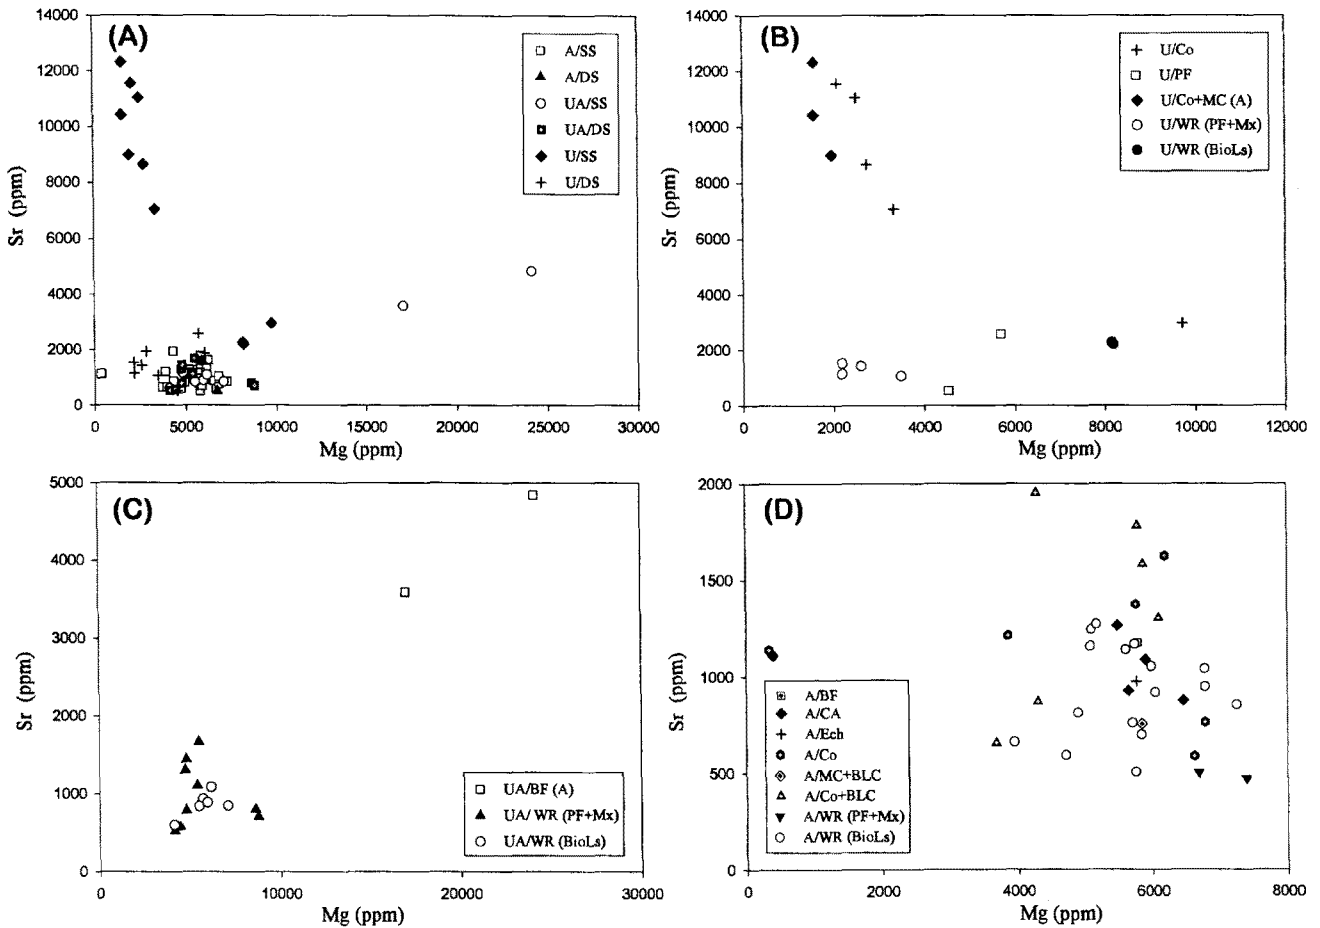 (A)
14000
12000
10000
8000
6000
4000
2000
0
Sr (ppm)
0 5000 10000 15000 20000 25000 30000
Mg (ppm)
A/SS
A/DS
UA/SS
UA/DS
U/SS
U/DS
(B)
14000
12000
10000
8000
6000
4000
2000
0
Sr (ppm)
0 2000 4000 6000 8000 10000 12000
Mg (ppm)
U/Co
U/PF
U/Co+MC (A)
U/WR (PF+Mx)
U/WR (BioLs)
(C)
5000
4000
3000
2000
1000
0
Sr (ppm)
0 10000 20000 30000
Mg (ppm)
UA/BF (A)
UA/ WR (PF+Mx)
UA/WR (BioLs)
(D)
2000
1500
1000
500
0
Sr (ppm)
0 2000 4000 6000 8000
Mg (ppm)
A/BF
A/CA
A/Ech
A/Co
A/MC+BLC
A/Co+BLC
A/WR (PF+Mx)
A/WR (BioLs)